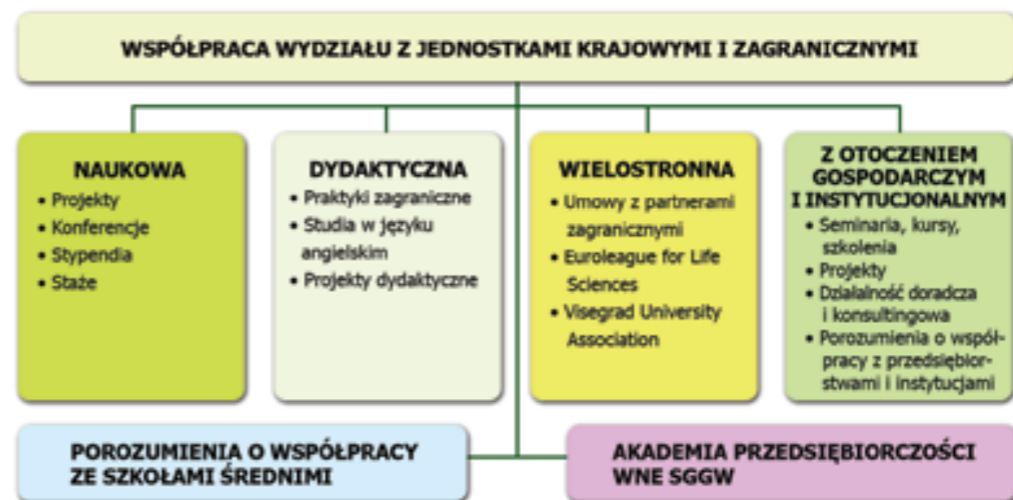 WSPÓŁPRACA WYDZIAŁU Z JEDNOSTKAMI KRAJOWYMI I ZAGRANICZNYMI
NAUKOWA
• Projekty
• Konferencje
• Stypendia
• Staże
DYDAKTYCZNA
• Praktyki zagraniczne
• Studia w języku
angielskim
• Projekty dydaktyczne
WIELOSTRONNA
• Umowy z partnerami
zagranicznymi
• Euroleague for Life
Sciences
• Visegrad University
Association
Z OTOCZENIEM
GOSPODARCZYM
I INSTYTUCJONALNYM
• Seminaria, kursy,
szkolenia
• Projekty
• Działalność doradcza
i konsultingowa
• Porozumienia o współ-
pracy z przedsiębior-
stwami i instytucjami
POROZUMIENIA O WSPÓŁPRACY
ZE SZKOŁAMI ŚREDNIMI
AKADEMIA PRZEDSIĘBIORCZOŚCI
WNE SGGW